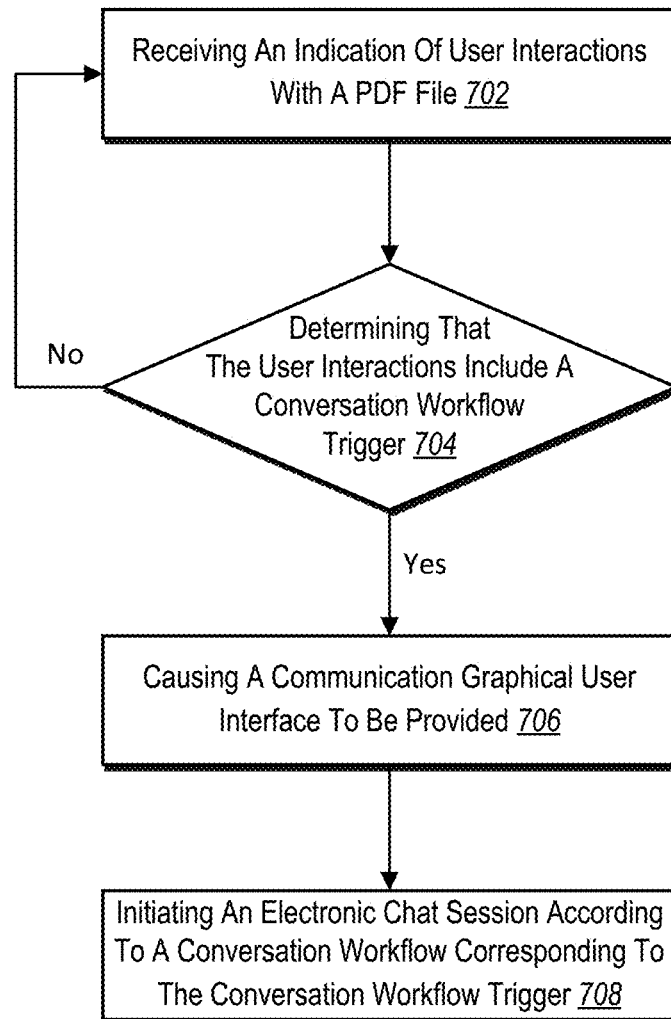 Receiving An Indication Of User Interactions
With A PDF File 702
Determining That
The User Interactions Include A
Conversation Workflow
Trigger 704
No
Yes
Causing A Communication Graphical User
Interface To Be Provided 706
Initiating An Electronic Chat Session According
To A Conversation Workflow Corresponding To
The Conversation Workflow Trigger 708